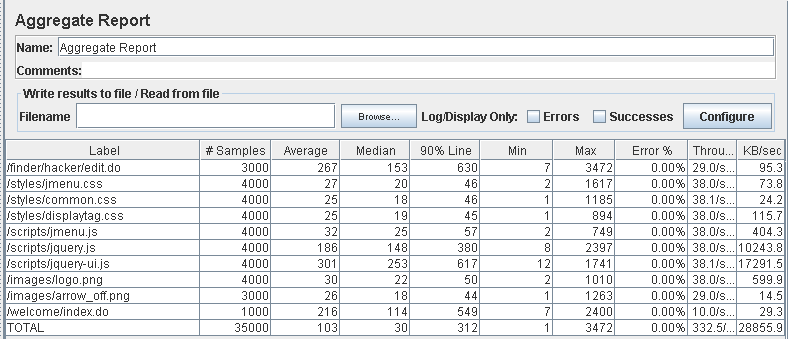 Aggregate Report
Name: Aggregate Report
Comments:
Write results to file / Read from file
Filename Browse... Log/Display Only: Errors Successes Configure
Label # Samples Average Median 90% Line Min Max Error % Throu... KB/sec
/finder/hacker/edit.do 3000 267 153 630 7 3472 0.00% 29.0/s... 95.3
/styles/jmenu.css 4000 27 20 46 2 1617 0.00% 38.0/s... 73.8
/styles/common.css 4000 25 18 46 1 1185 0.00% 38.1/s... 24.2
/styles/displaytag.css 4000 25 19 45 1 894 0.00% 38.0/s... 115.7
/scripts/jmenu.js 4000 32 25 57 2 749 0.00% 38.0/s... 404.3
/scripts/jquery.js 4000 186 148 380 8 2397 0.00% 38.0/s... 10243.8
/scripts/jquery-ui.js 4000 301 253 617 12 1741 0.00% 38.1/s... 17291.5
/images/logo.png 4000 30 22 50 2 1010 0.00% 38.0/s... 599.9
/images/arrow_off.png 3000 26 18 44 1 1263 0.00% 29.0/s... 14.5
/welcome/index.do 1000 216 114 549 7 2400 0.00% 10.0/s... 29.3
TOTAL 35000 103 30 312 1 3472 0.00% 332.5/... 28855.9